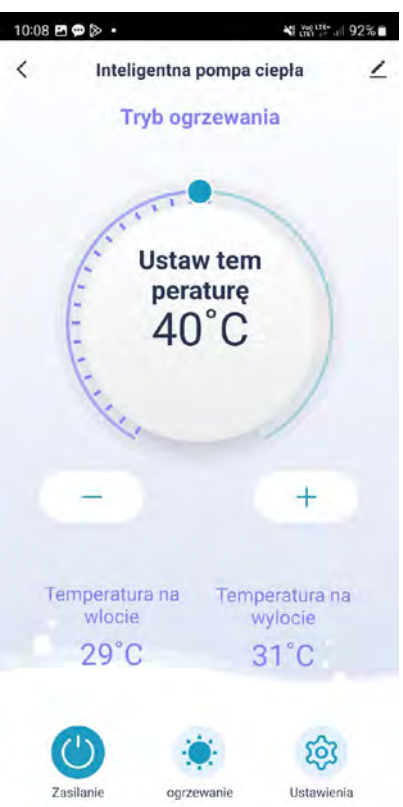 10:08
92%
Inteligentna pompa ciepła
Tryb ogrzewania
Ustaw tem
peraturę
40°C
− +
Temperatura na Temperatura na
wlocie wylocie
29°C 31°C
Zasilanie ogrzewanie Ustawienia